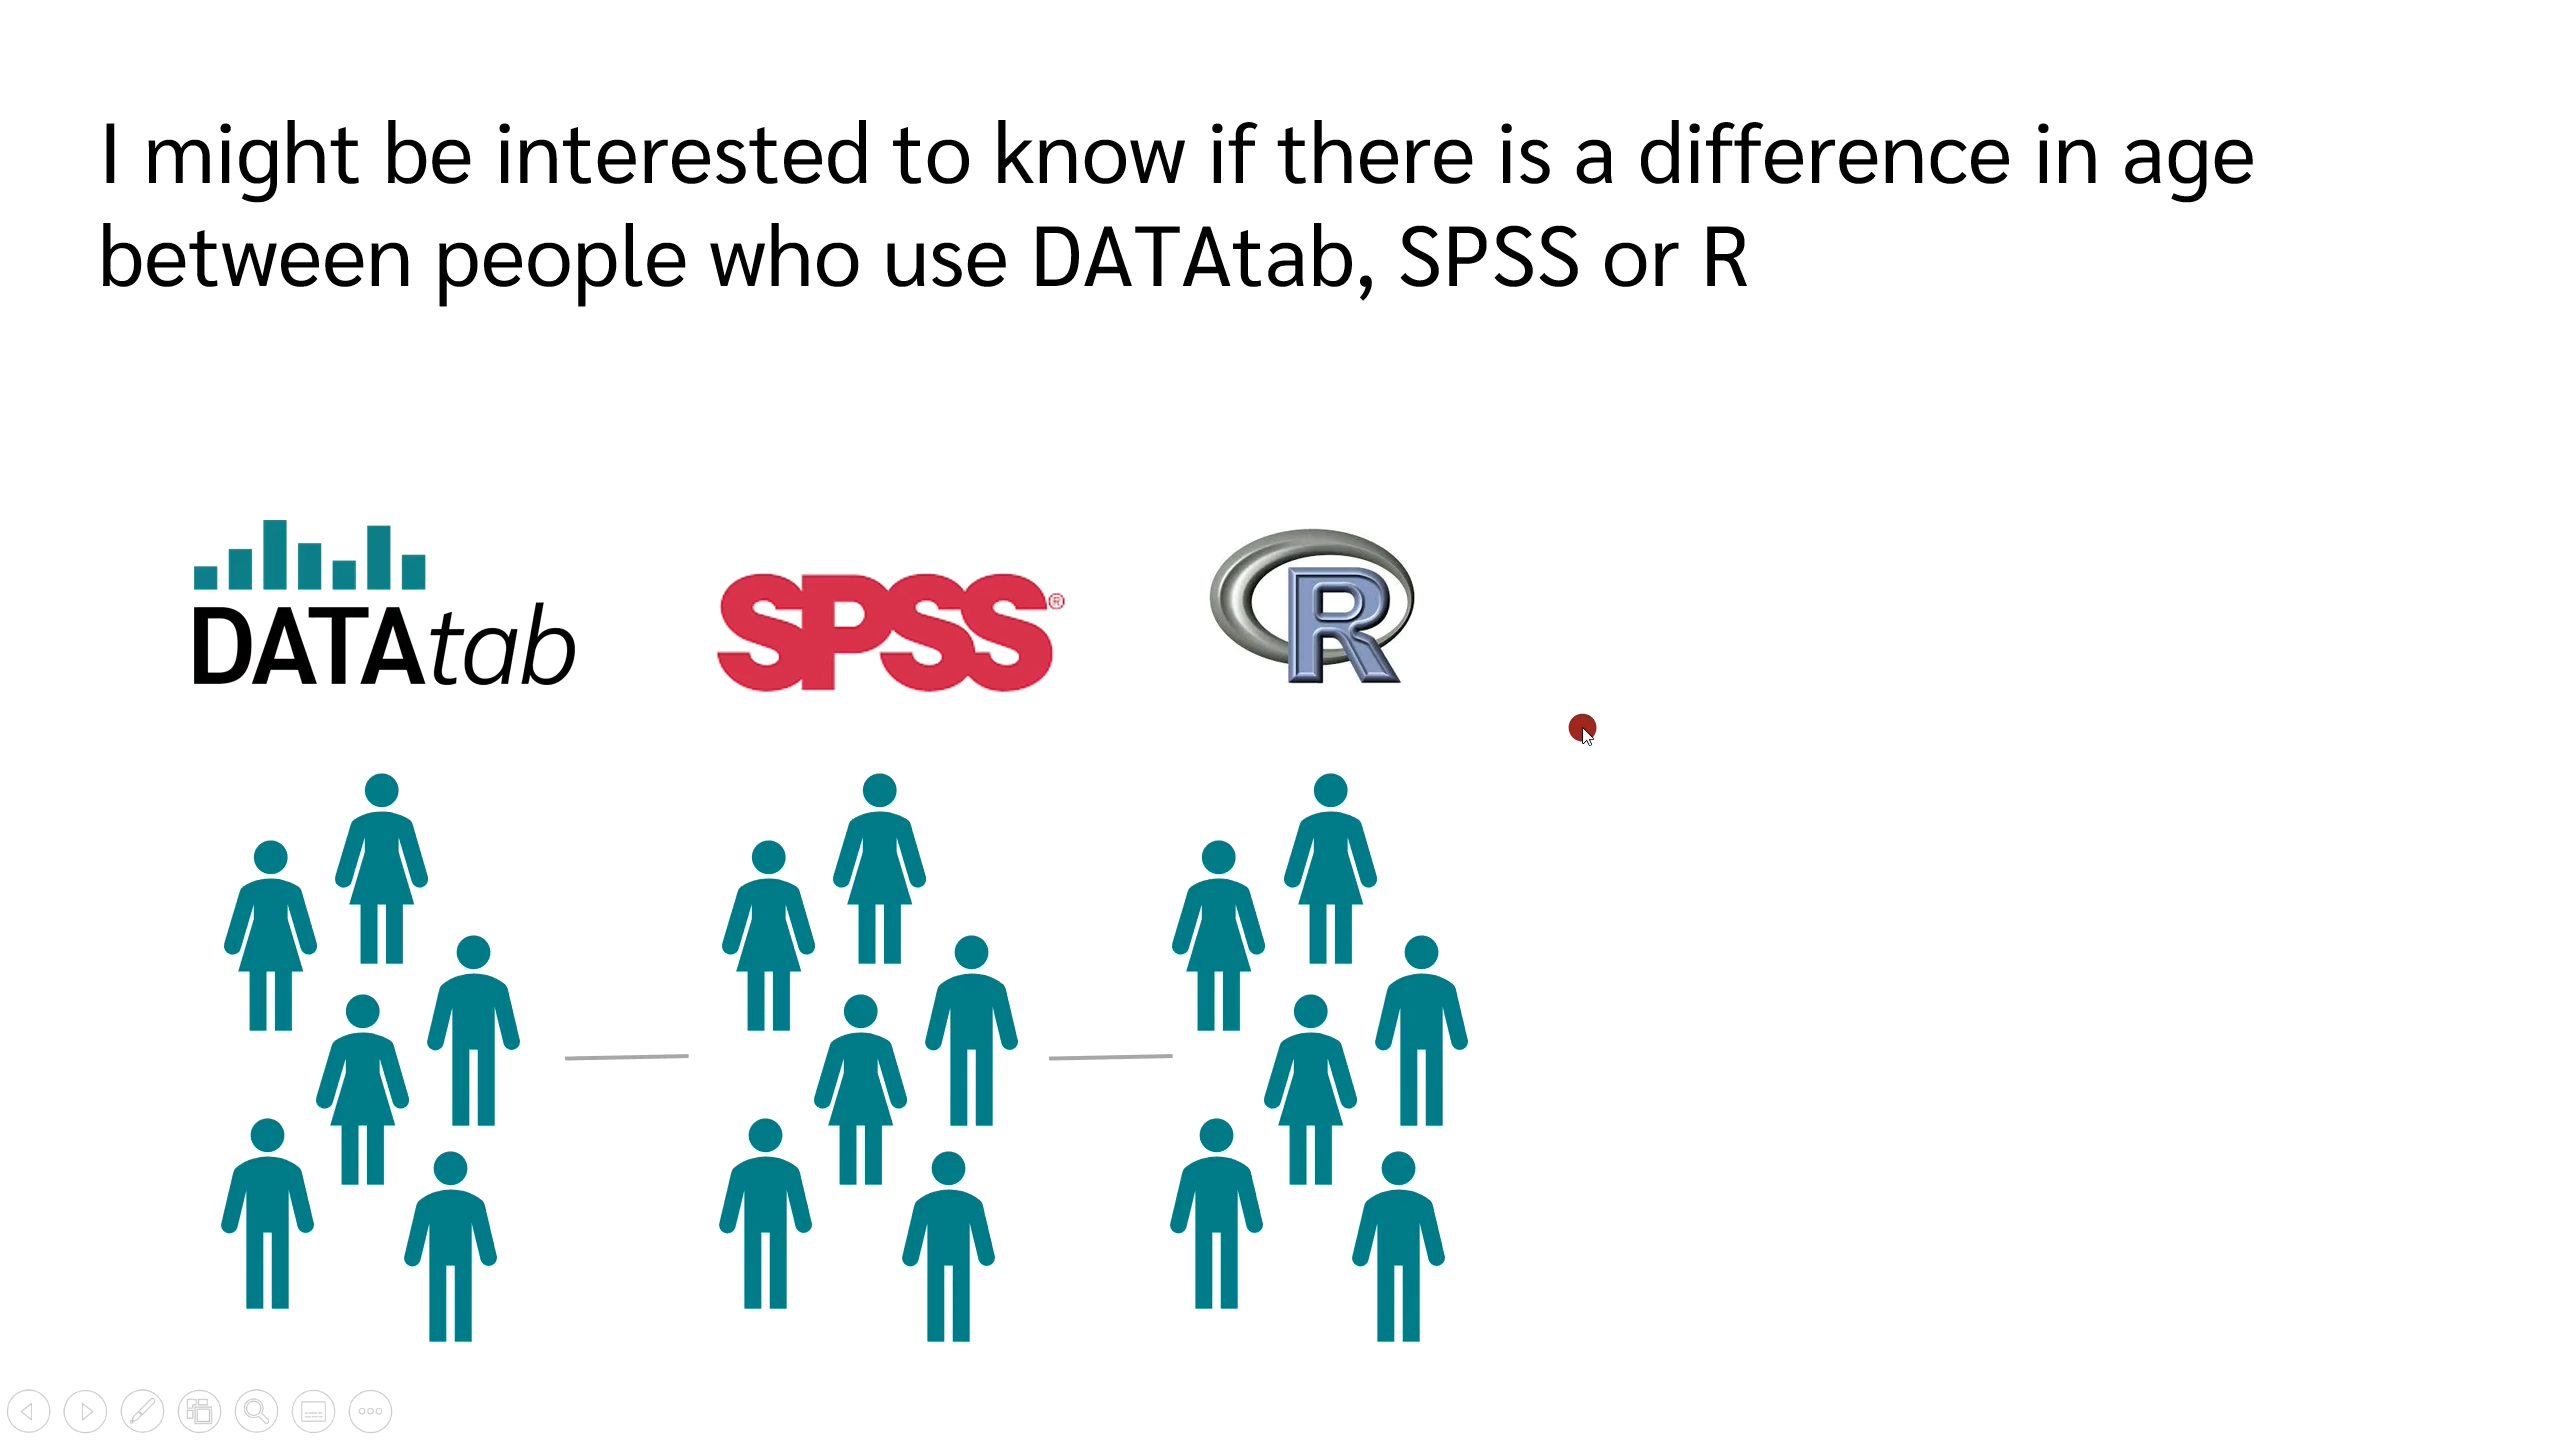 I might be interested to know if there is a difference in age
between people who use DATAtab, SPSS or R
DATAtab
SPSS®
R